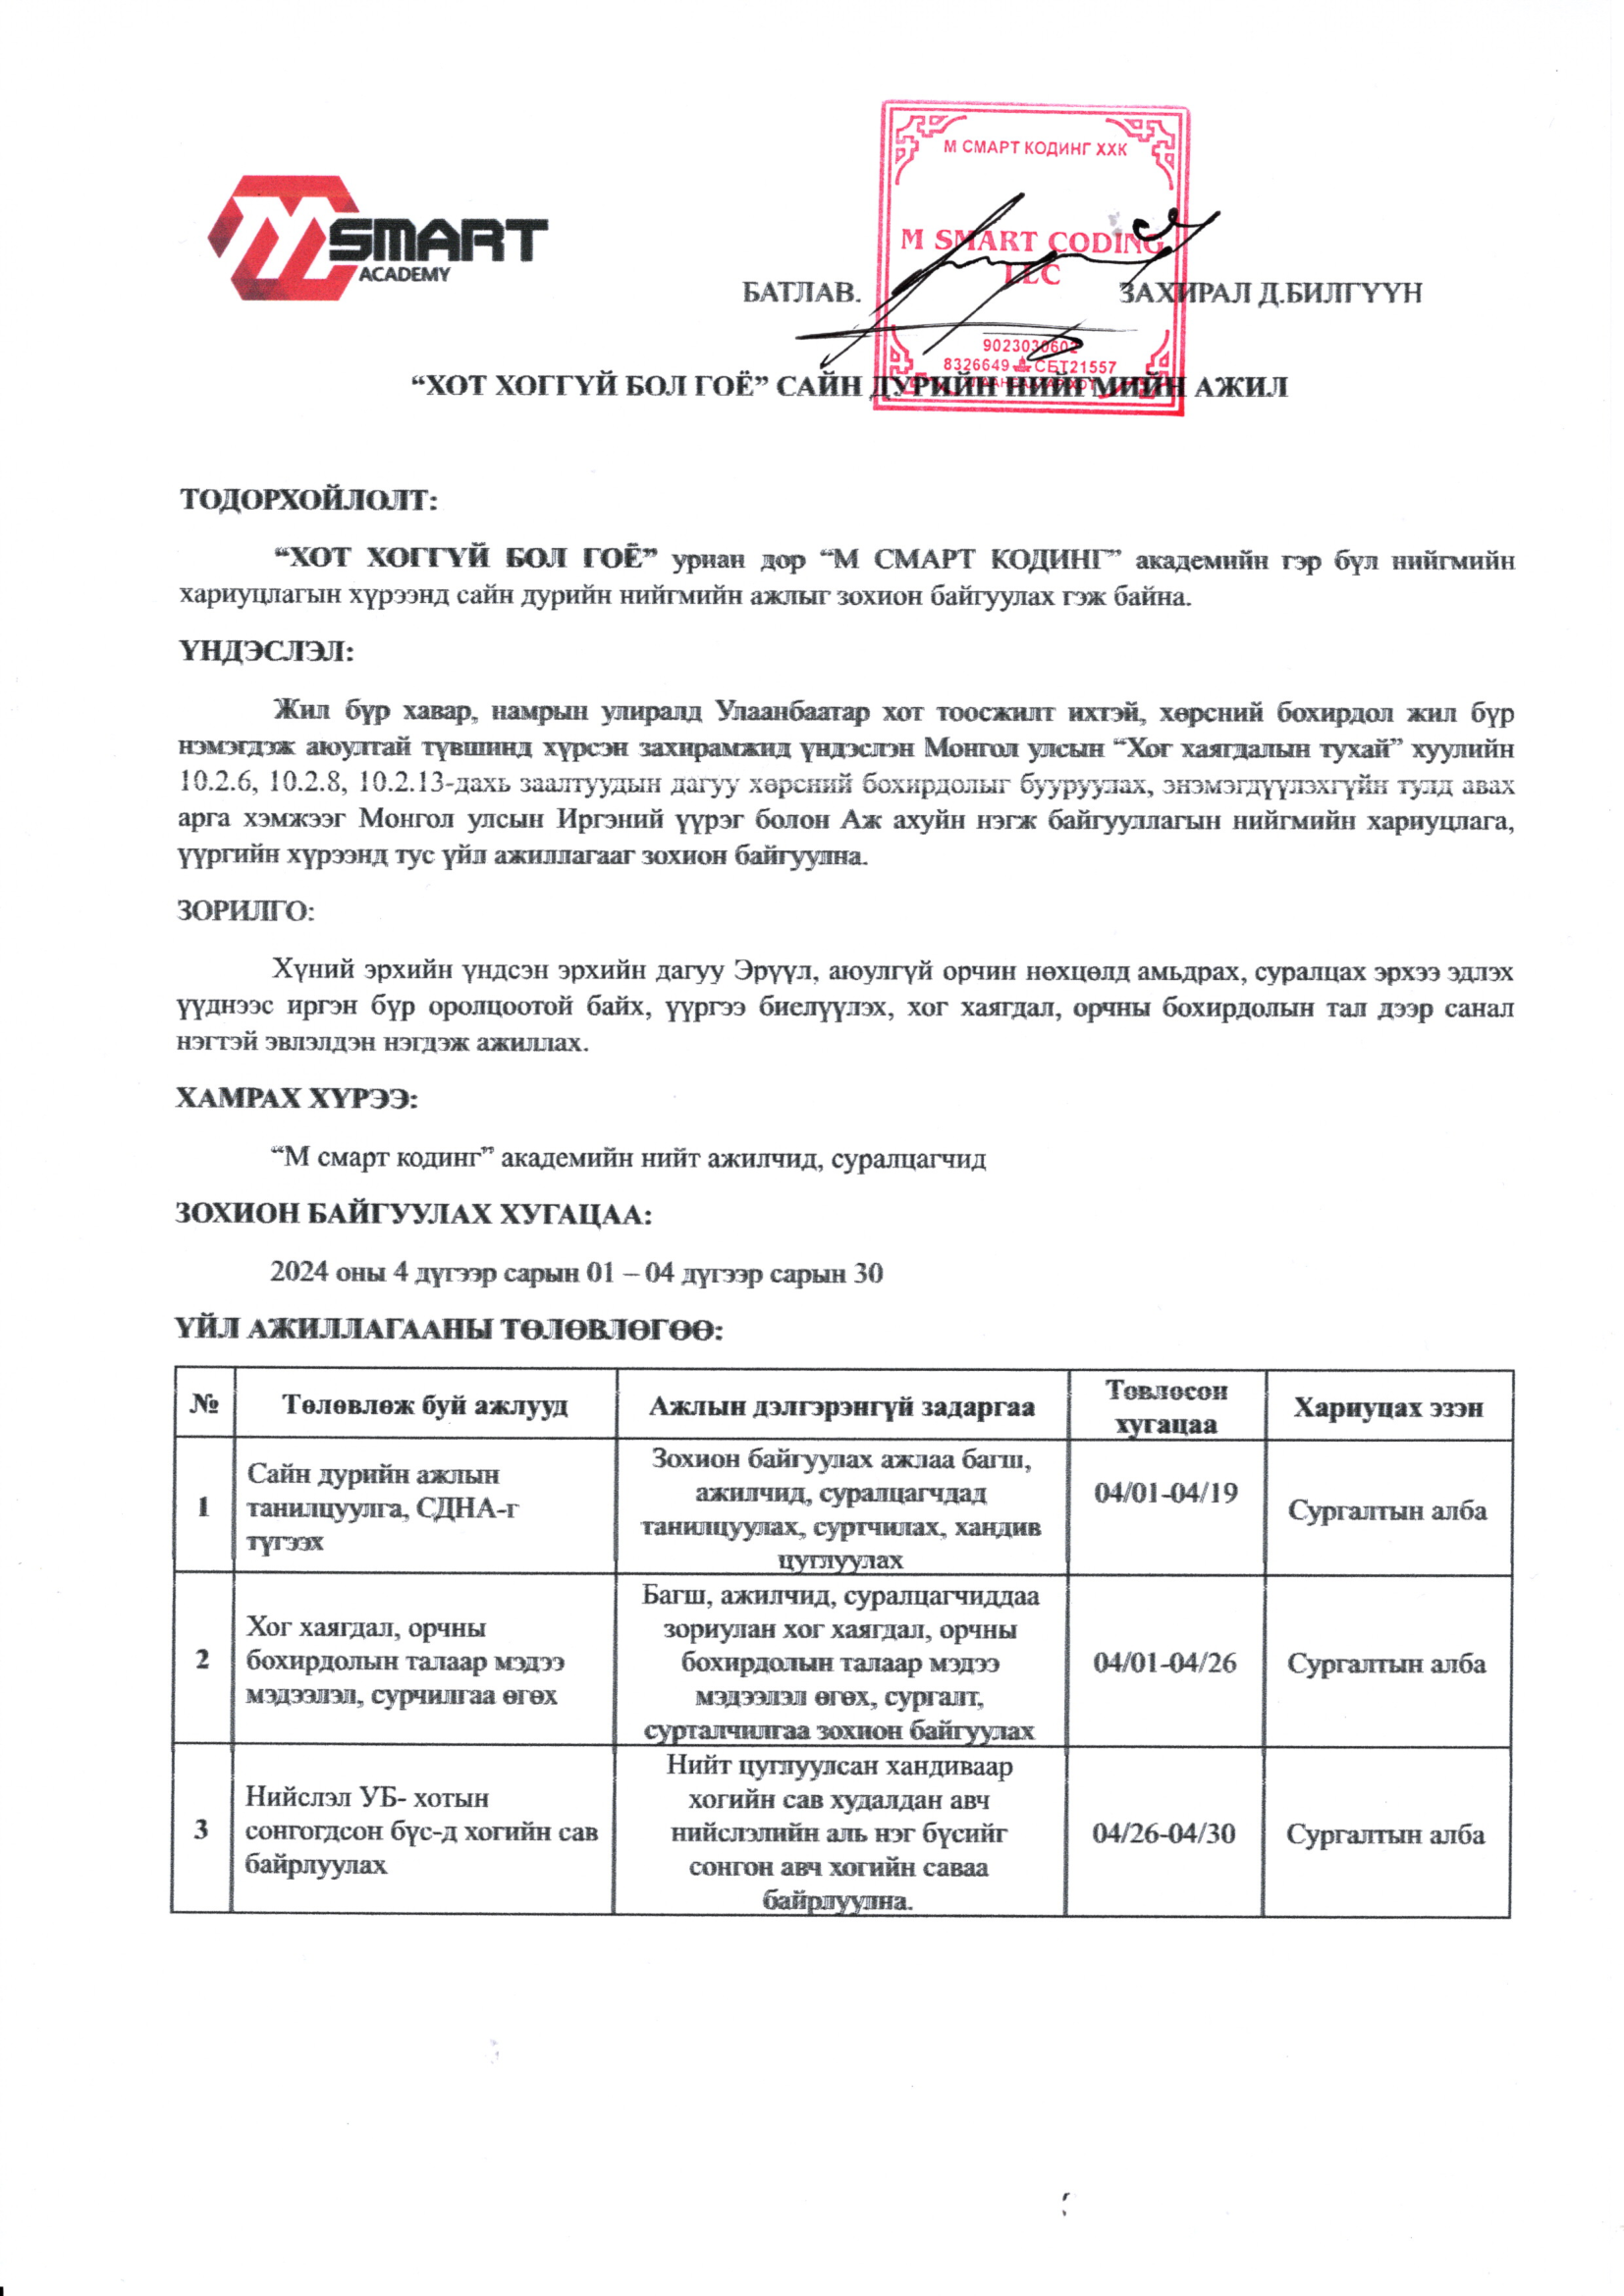 М СМАРТ КОДИНГ ХХК
SMART
ACADEMY
M SMART CODING
LLC
БАТЛАВ. ЗАХИРАЛ Д.БИЛГҮҮН
9023030602
8326649 СБТ21557
УЛААНБААТАР ХОТ
“ХОТ ХОГГҮЙ БОЛ ГОЁ” САЙН ДУРИЙН НИЙГМИЙН АЖИЛ
ТОДОРХОЙЛОЛТ:
“ХОТ ХОГГҮЙ БОЛ ГОЁ” уриан дор “М СМАРТ КОДИНГ” академийн гэр бүл нийгмийн
хариуцлагын хүрээнд сайн дурийн нийгмийн ажлыг зохион байгуулах гэж байна.
ҮНДЭСЛЭЛ:
Жил бүр хавар, намрын улиралд Улаанбаатар хот тоосжилт ихтэй, хөрсний бохирдол жил бүр
нэмэгдэж аюултай түвшинд хүрсэн захирамжид үндэслэн Монгол улсын “Хог хаягдалын тухай” хуулийн
10.2.6, 10.2.8, 10.2.13-дахь заалтуудын дагуу хөрсний бохирдолыг бууруулах, энэмэгдүүлэхгүйн тулд авах
арга хэмжээг Монгол улсын Иргэний үүрэг болон Аж ахуйн нэгж байгууллагын нийгмийн хариуцлага,
үүргийн хүрээнд тус үйл ажиллагааг зохион байгуулна.
ЗОРИЛГО:
Хүний эрхийн үндсэн эрхийн дагуу Эрүүл, аюулгүй орчин нөхцөлд амьдрах, суралцах эрхээ эдлэх
үүднээс иргэн бүр оролцоотой байх, үүргээ биелүүлэх, хог хаягдал, орчны бохирдолын тал дээр санал
нэгтэй эвлэлдэн нэгдэж ажиллах.
ХАМРАХ ХҮРЭЭ:
“М смарт кодинг” академийн нийт ажилчид, суралцагчид
ЗОХИОН БАЙГУУЛАХ ХУГАЦАА:
2024 оны 4 дүгээр сарын 01 – 04 дүгээр сарын 30
ҮЙЛ АЖИЛЛАГААНЫ ТӨЛӨВЛӨГӨӨ:
№ Төлөвлөж буй ажлууд Ажлын дэлгэрэнгүй задаргаа Товлосон
хугацаа Хариуцах эзэн
1
Сайн дурийн ажлын
танилцуулга, СДНА-г
түгээх
Зохион байгуулах ажлаа багш,
ажилчид, суралцагчдад
танилцуулах, сургчилах, хандив
цуглуулах
04/01-04/19
Сургалтын алба
2
Хог хаягдал, орчны
бохирдолын талаар мэдээ
мэдээлэл, сурчилгаа өгөх
Багш, ажилчид, суралцагчиддаа
зориулан хог хаягдал, орчны
бохирдолын талаар мэдээ
мэдээлэл өгөх, сургалт,
сурталчилгаа зохион байгуулах
04/01-04/26
Сургалтын алба
3
Нийслэл УБ- хотын
сонгогдсон бүс-д хогийн сав
байрлуулах
Нийт цуглуулсан хандиваар
хогийн сав худалдан авч
нийслэлийн аль нэг бүсийг
сонгон авч хогийн саваа
байрлуулна.
04/26-04/30
Сургалтын алба